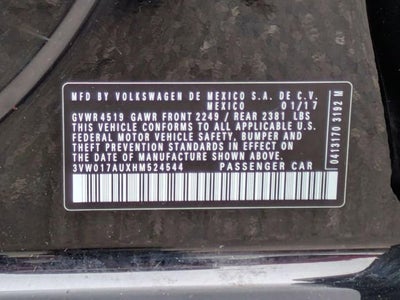 MFD BY VOLKSWAGEN DE MEXICO S.A. DE C.V.
MEXICO 01/17
GVWR 4519 GAWR FRONT 2249 / REAR 2381 LBS
THIS VEHICLE CONFORMS TO ALL APPLICABLE U.S.
FEDERAL MOTOR VEHICLE SAFETY, BUMPER AND
THEFT PREVENTION STANDARDS IN EFFECT ON THE
DATE OF MANUFACTURE SHOWN ABOVE.
3VW017AUXHM524544 PASSENGER CAR
0413170 3192 M